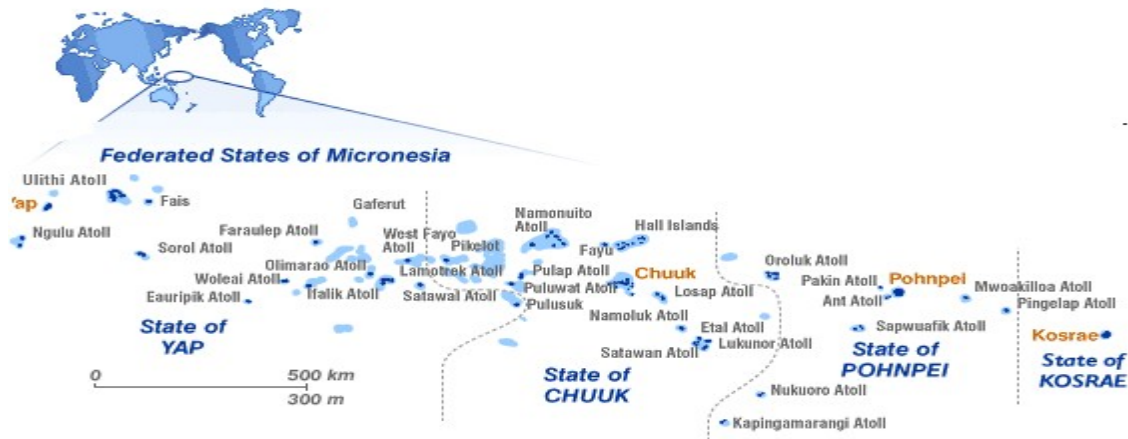 Federated States of Micronesia
Ulithi Atoll
Yap
Fais
Ngulu Atoll
Sorol Atoll
Gaferut
Faraulep Atoll
West Fayo
Atoll
Pikelot
Namonuito
Atoll
Hall Islands
Fayu
Olimarao Atoll
Lamotrek Atoll
Woleai Atoll
Ifalik Atoll
Eauripik Atoll
Satawal Atoll
Pulap Atoll
Puluwat Atoll
Pulusuk
Chuuk
Losap Atoll
Namoluk Atoll
Etal Atoll
Lukunor Atoll
Satawan Atoll
Oroluk Atoll
Pakin Atoll
Pohnpei
Ant Atoll
Mwoakilloa Atoll
Pingelap Atoll
Sapwuafik Atoll
Kosrae
State of
YAP
State of
CHUUK
State of
POHNPEI
State of
KOSRAE
Nukuoro Atoll
Kapingamarangi Atoll
0
500 km
300 m